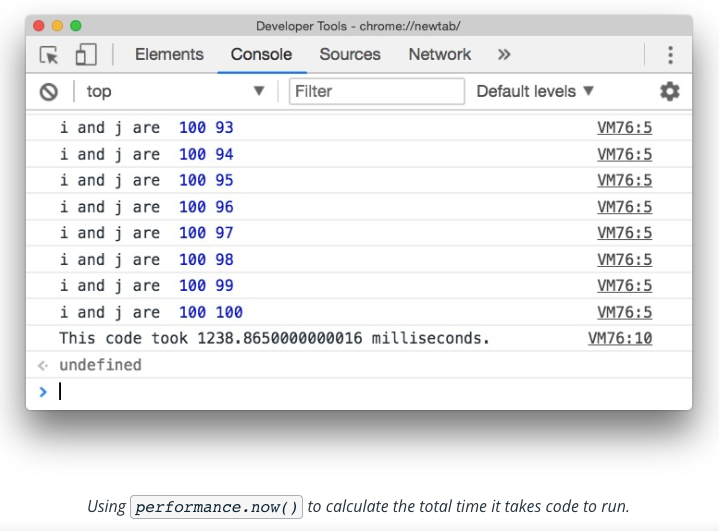 Developer Tools - chrome://newtab/
Elements Console Sources Network »
top ▼ Filter Default levels ▼
i and j are 100 93 VM76:5
i and j are 100 94 VM76:5
i and j are 100 95 VM76:5
i and j are 100 96 VM76:5
i and j are 100 97 VM76:5
i and j are 100 98 VM76:5
i and j are 100 99 VM76:5
i and j are 100 100 VM76:5
This code took 1238.8650000000016 milliseconds. VM76:10
undefined
Using performance.now() to calculate the total time it takes code to run.